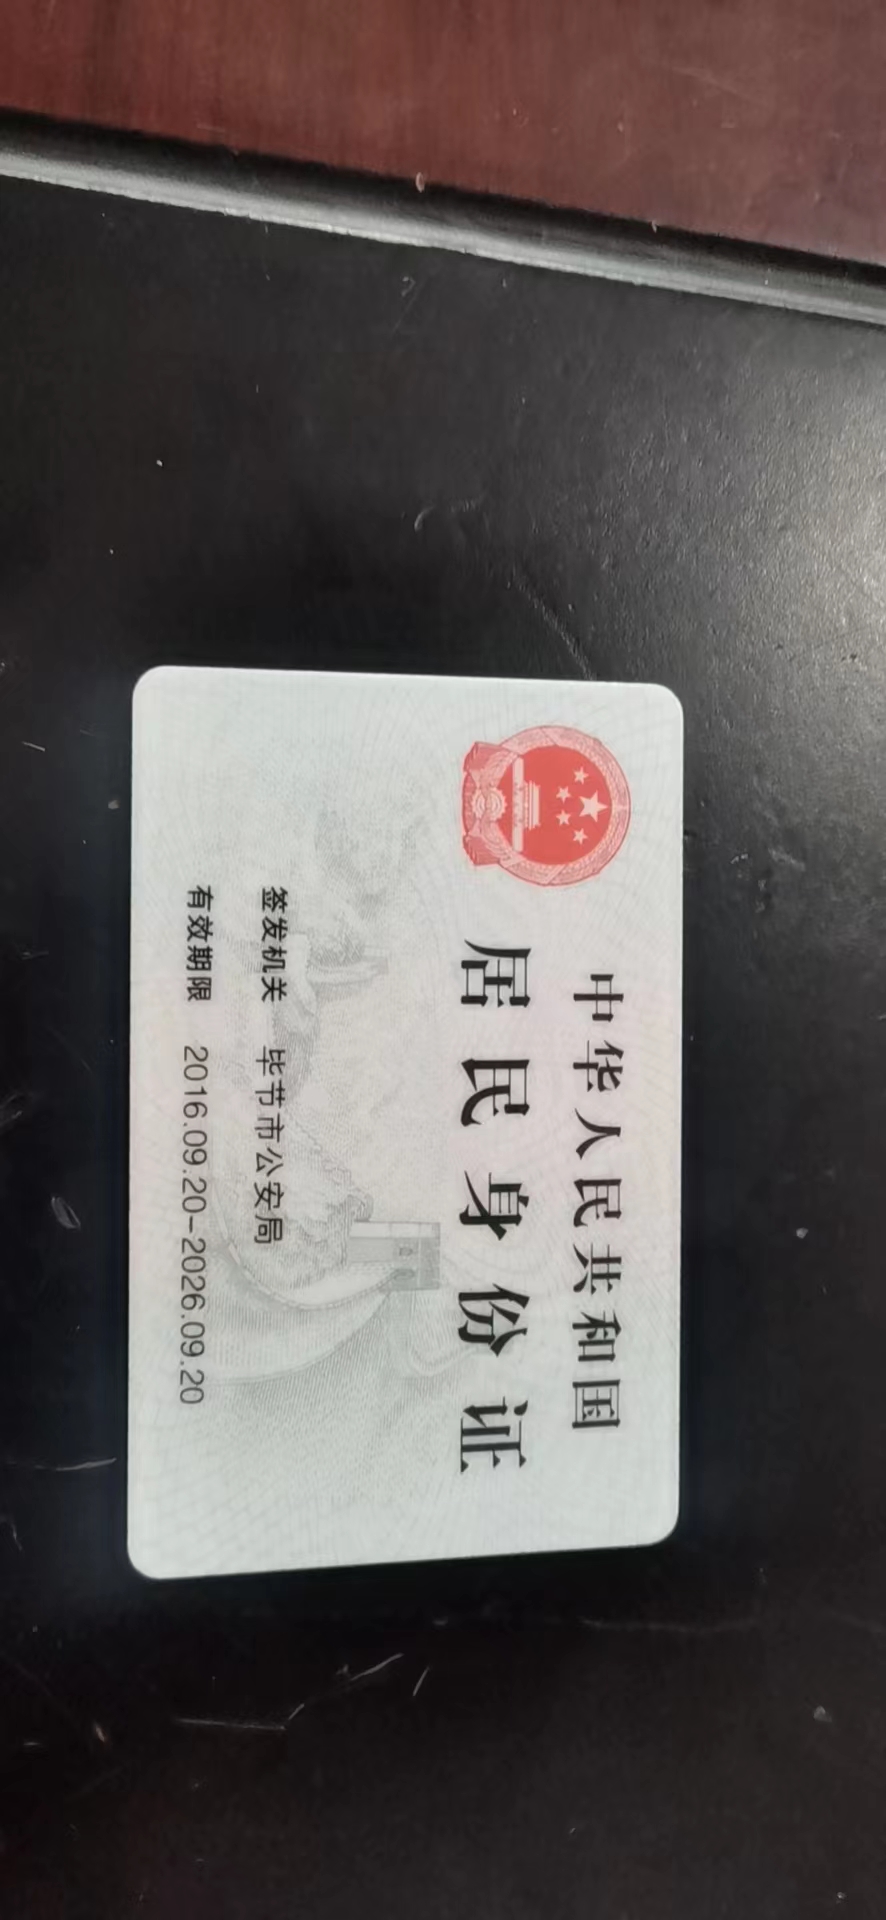 中华人民共和国
居民身份证
签发机关 毕节市公安局
有效期限 2016.09.20-2026.09.20